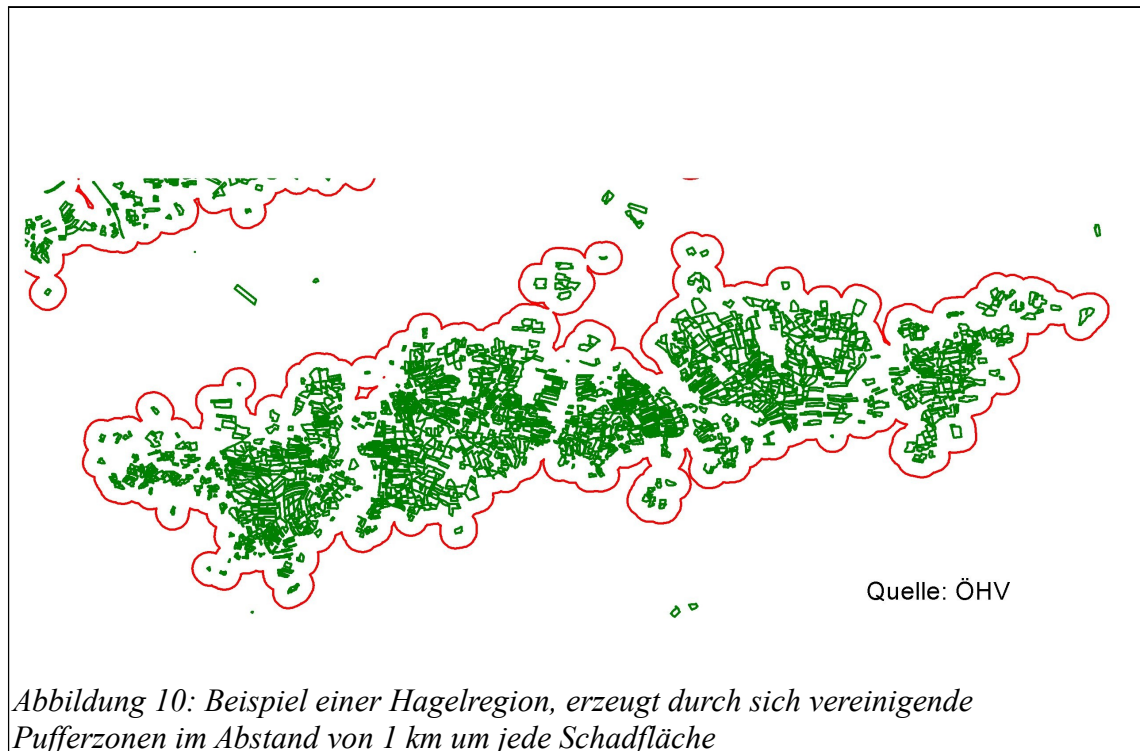 Quelle: ÖHV
Abbildung 10: Beispiel einer Hagelregion, erzeugt durch sich vereinigende
Pufferzonen im Abstand von 1 km um jede Schadfläche